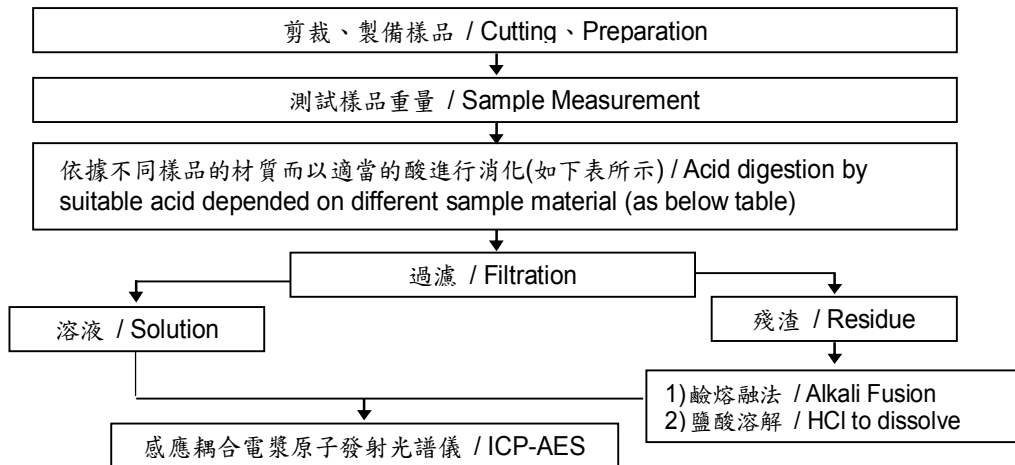 剪裁、製備樣品 / Cutting、Preparation
測試樣品重量 / Sample Measurement
依據不同樣品的材質而以適當的酸進行消化(如下表所示) / Acid digestion by
suitable acid depended on different sample material (as below table)
過濾 / Filtration
溶液 / Solution
殘渣 / Residue
1)鹼熔融法 / Alkali Fusion
2)鹽酸溶解 / HCl to dissolve
感應耦合電漿原子發射光譜儀 / ICP-AES